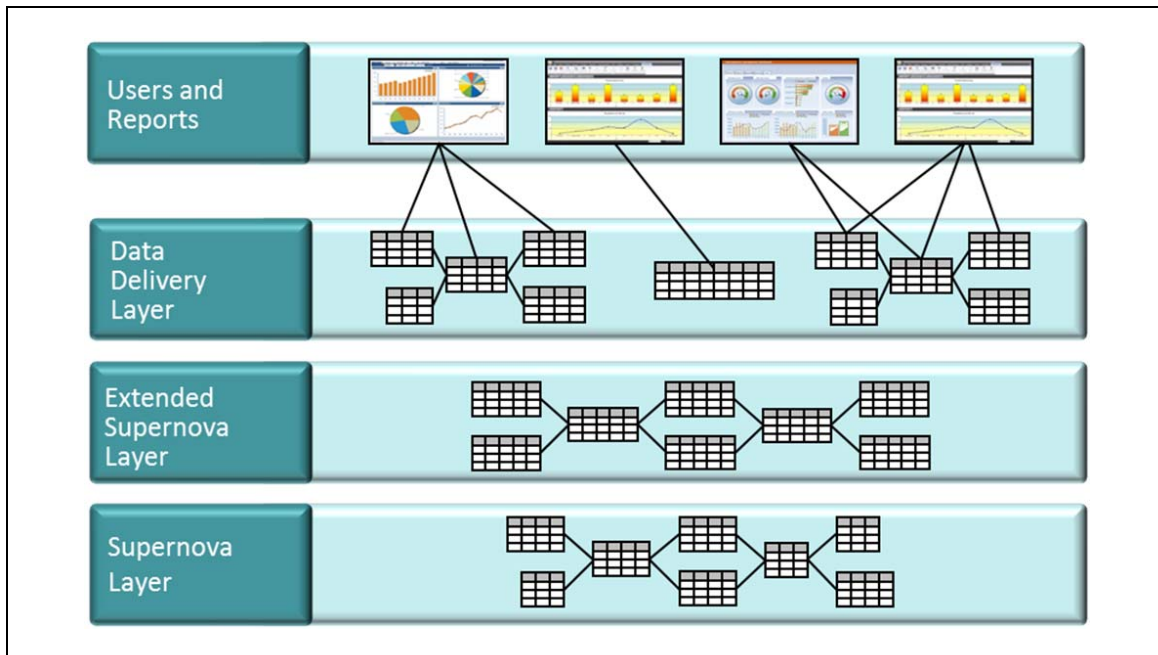 Users and
Reports
Data
Delivery
Layer
Extended
Supernova
Layer
Supernova
Layer